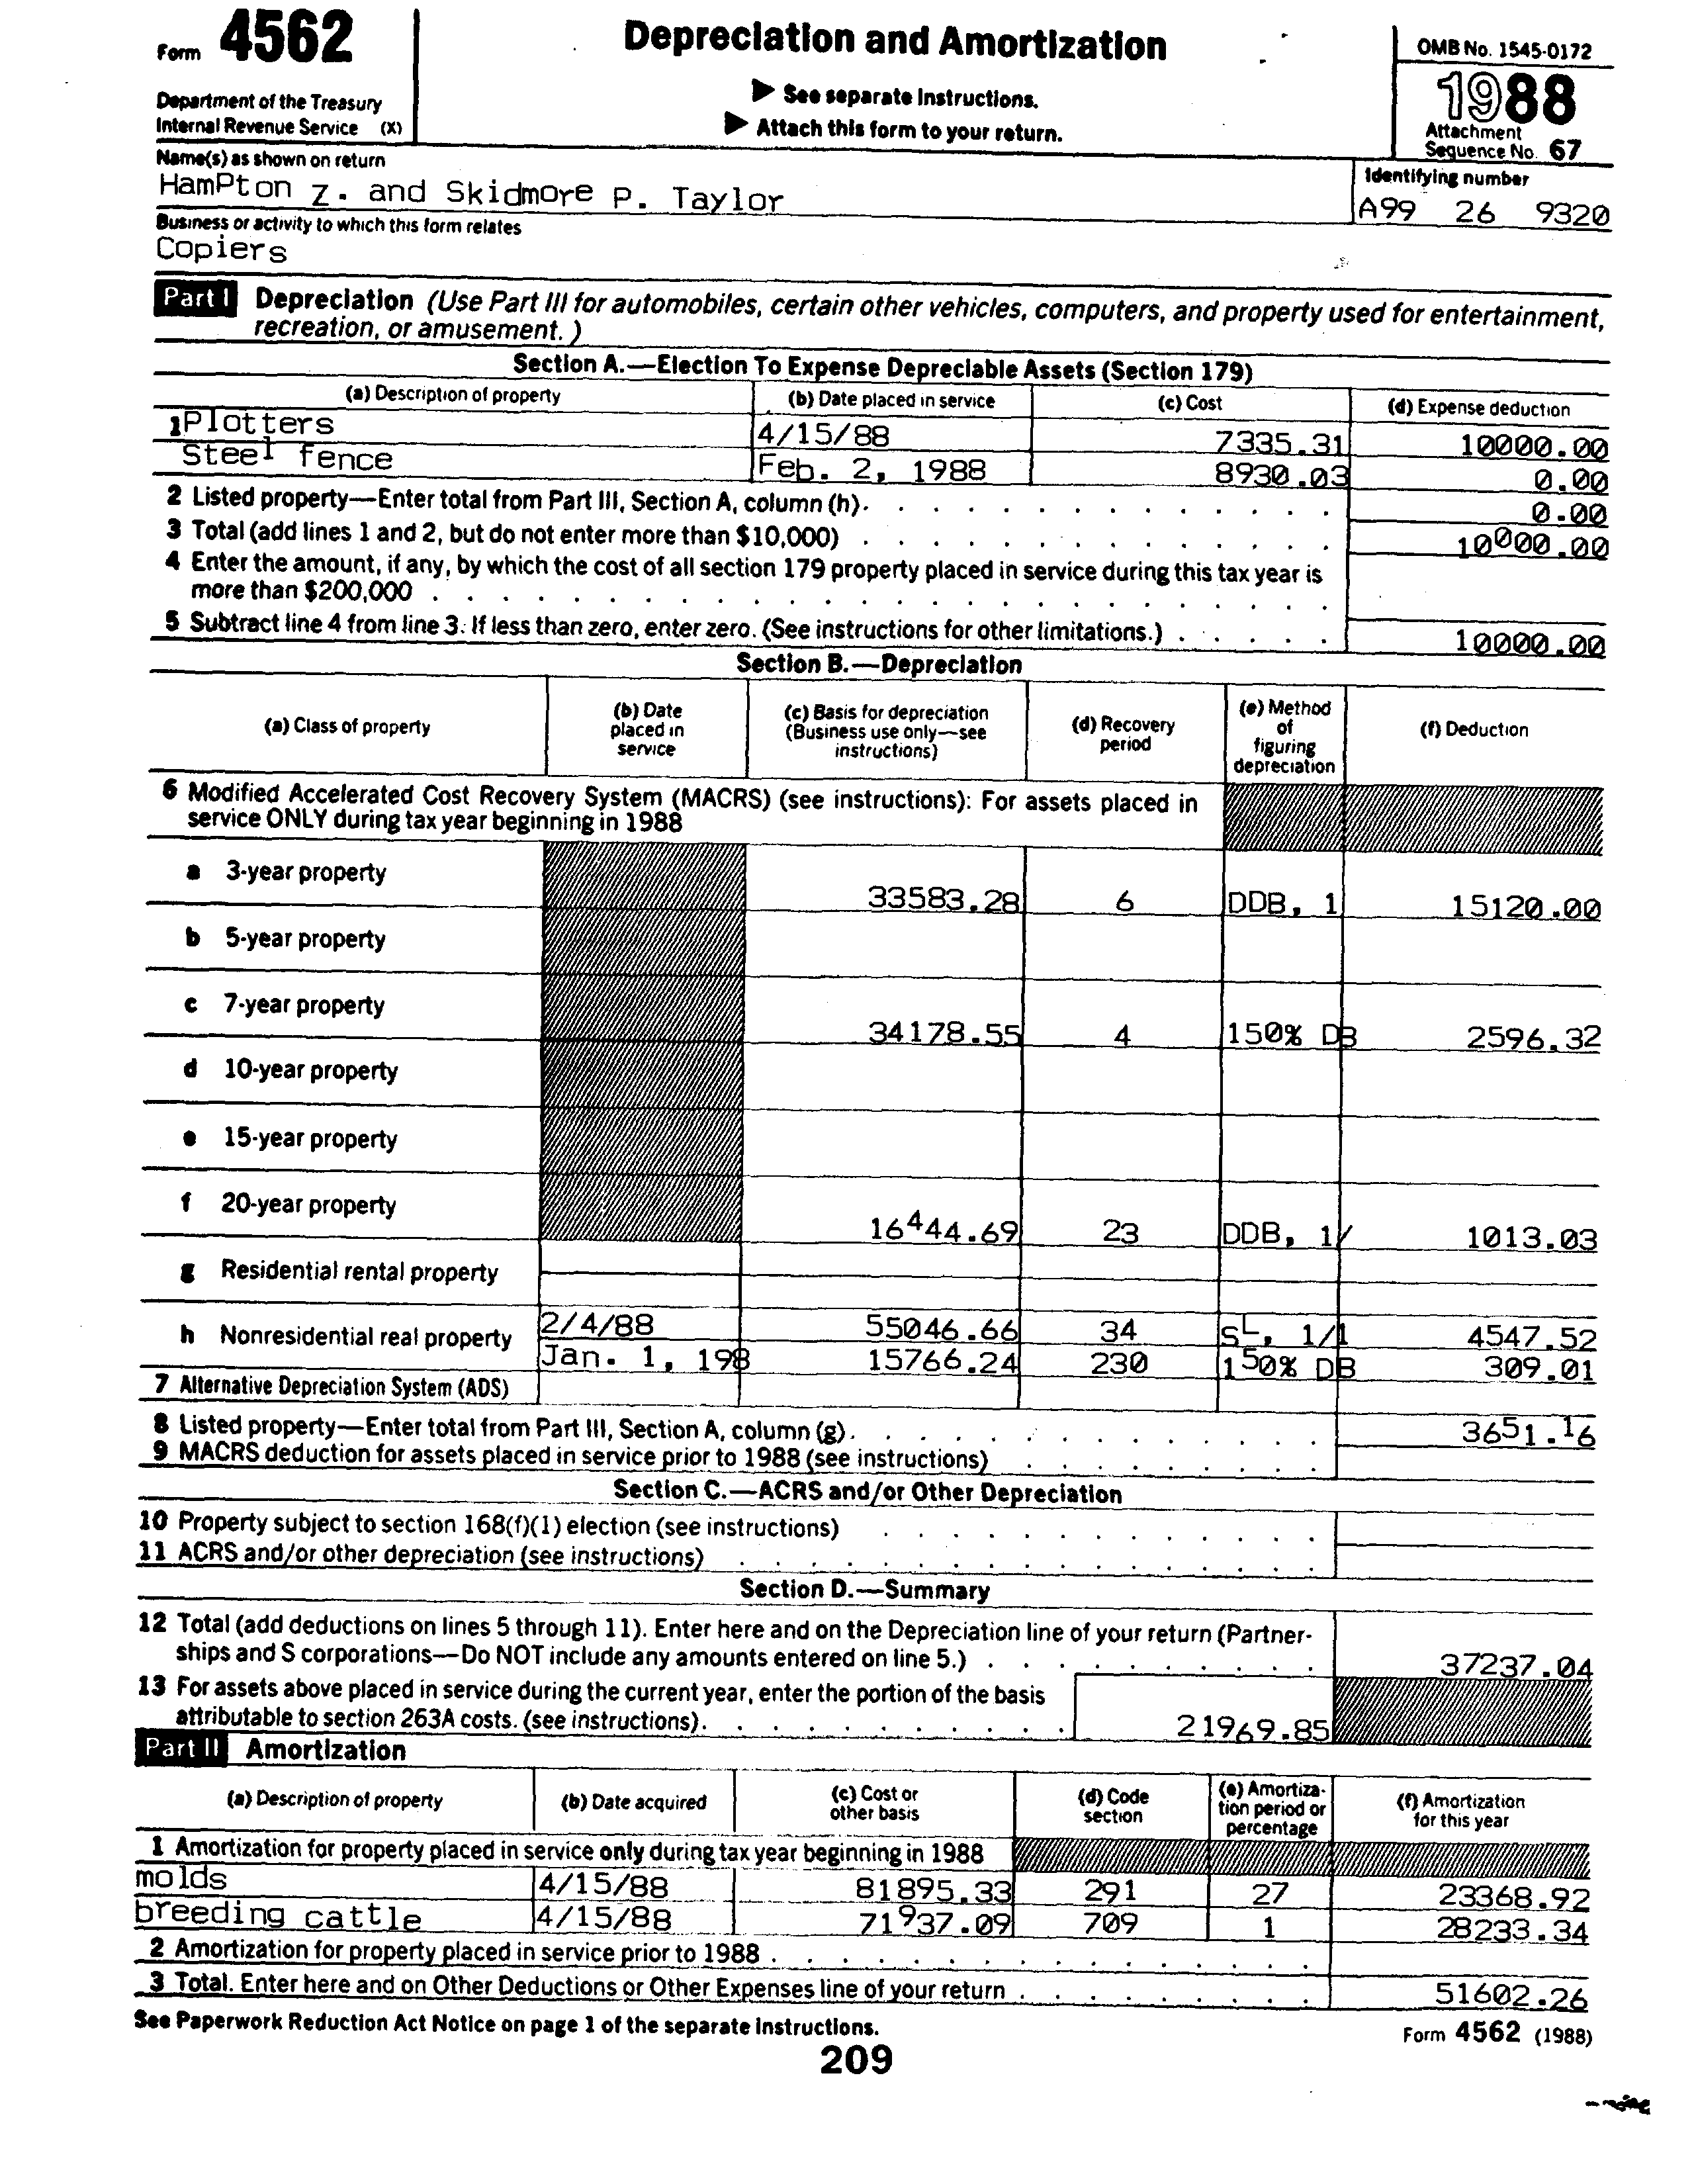 Form 4562
Department of the Treasury
Internal Revenue Service (X)
Depreciation and Amortization
▶ See separate Instructions.
▶ Attach this form to your return.
OMB No. 1545-0172
1988
Attachment
Sequence No. 67
Name(s) as shown on return
HamPton Z. and Skidmore P. Taylor
Identifying number
A99 26 9320
Business or activity to which this form relates
Copiers
Part I Depreciation (Use Part III for automobiles, certain other vehicles, computers, and property used for entertainment,
recreation, or amusement.)
Section A.—Election To Expense Depreciable Assets (Section 179)
(a) Description of property (b) Date placed in service (c) Cost (d) Expense deduction
1 Plotters 4/15/88 7335.31 10000.00
Steel fence Feb. 2, 1988 8930.03 0.00
2 Listed property—Enter total from Part III, Section A, column (h). 0.00
3 Total (add lines 1 and 2, but do not enter more than $10,000) 10000.00
4 Enter the amount, if any, by which the cost of all section 179 property placed in service during this tax year is
more than $200,000
5 Subtract line 4 from line 3. If less than zero, enter zero. (See instructions for other limitations.) 10000.00
Section B.—Depreciation
(a) Class of property
(b) Date
placed in
service
(c) Basis for depreciation
(Business use only—see
instructions)
(d) Recovery
period
(e) Method
of
figuring
depreciation
(f) Deduction
6 Modified Accelerated Cost Recovery System (MACRS) (see instructions): For assets placed in
service ONLY during tax year beginning in 1988
a 3-year property 33583.28 6 DDB, 1 15120.00
b 5-year property
c 7-year property 34178.55 4 150% DB 2596.32
d 10-year property
e 15-year property
f 20-year property 16444.69 23 DDB, 1/ 1013.03
g Residential rental property
h Nonresidential real property 2/4/88 55046.66 34 SL, 1/1 4547.52
Jan. 1, 198 15766.24 230 150% DB 309.01
7 Alternative Depreciation System (ADS)
8 Listed property—Enter total from Part III, Section A, column (g). 3651.16
9 MACRS deduction for assets placed in service prior to 1988 (see instructions)
Section C.—ACRS and/or Other Depreciation
10 Property subject to section 168(f)(1) election (see instructions)
11 ACRS and/or other depreciation (see instructions)
Section D.—Summary
12 Total (add deductions on lines 5 through 11). Enter here and on the Depreciation line of your return (Partner-
ships and S corporations—Do NOT include any amounts entered on line 5.) 37237.04
13 For assets above placed in service during the current year, enter the portion of the basis
attributable to section 263A costs. (see instructions). 21969.85
Part II Amortization
(a) Description of property
(b) Date acquired
(c) Cost or
other basis
(d) Code
section
(e) Amortiza-
tion period or
percentage
(f) Amortization
for this year
1 Amortization for property placed in service only during tax year beginning in 1988
molds 4/15/88 81895.33 291 27 23368.92
breeding cattle 4/15/88 71937.09 709 1 28233.34
2 Amortization for property placed in service prior to 1988
3 Total. Enter here and on Other Deductions or Other Expenses line of your return 51602.26
See Paperwork Reduction Act Notice on page 1 of the separate Instructions.
Form 4562 (1988)
209